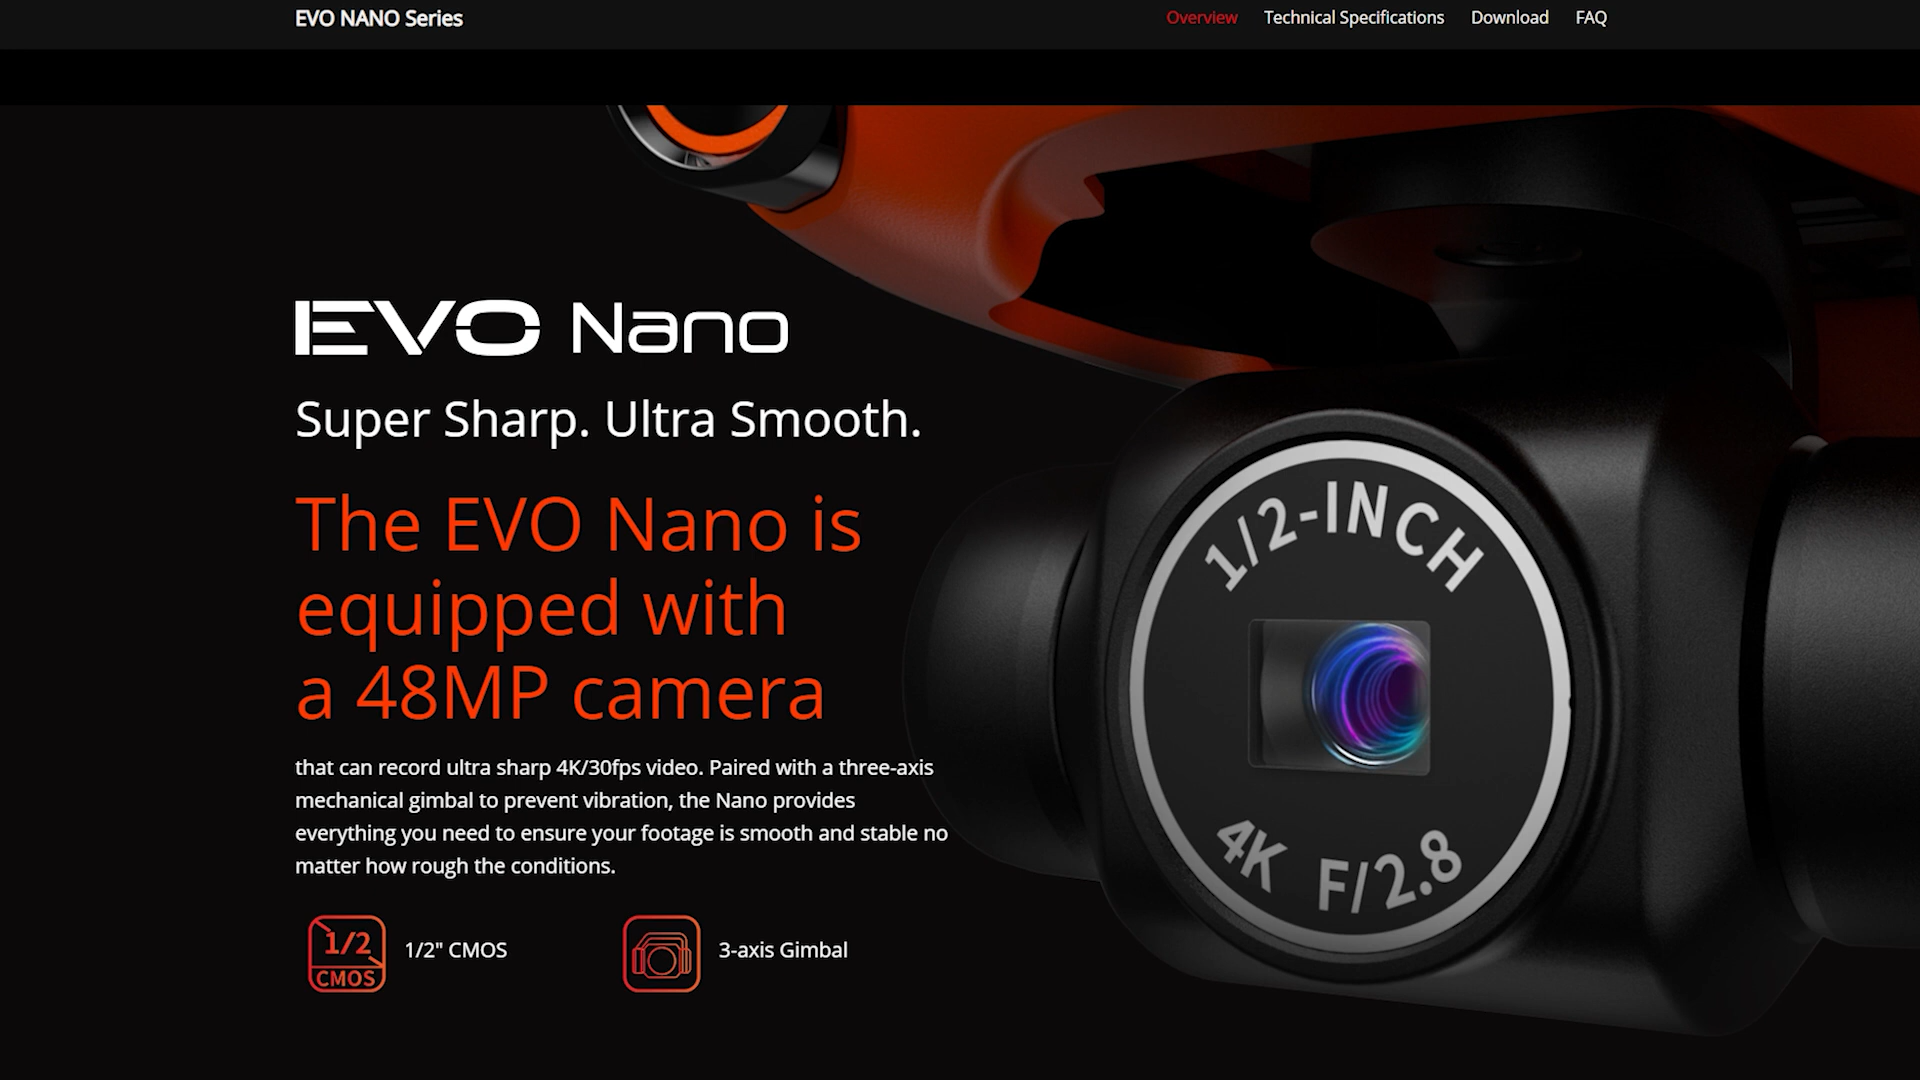 EVO NANO Series
Overview Technical Specifications Download FAQ
EVO Nano
Super Sharp. Ultra Smooth.
The EVO Nano is
equipped with
a 48MP camera
that can record ultra sharp 4K/30fps video. Paired with a three-axis
mechanical gimbal to prevent vibration, the Nano provides
everything you need to ensure your footage is smooth and stable no
matter how rough the conditions.
1/2
CMOS
1/2" CMOS
3-axis Gimbal
1/2-INCH
4K F/2.8